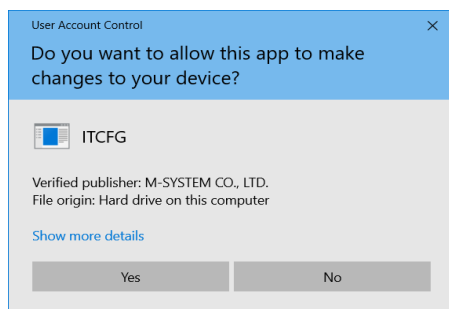 User Account Control
Do you want to allow this app to make
changes to your device?
ITCFG
Verified publisher: M-SYSTEM CO., LTD.
File origin: Hard drive on this computer
Show more details
Yes
No